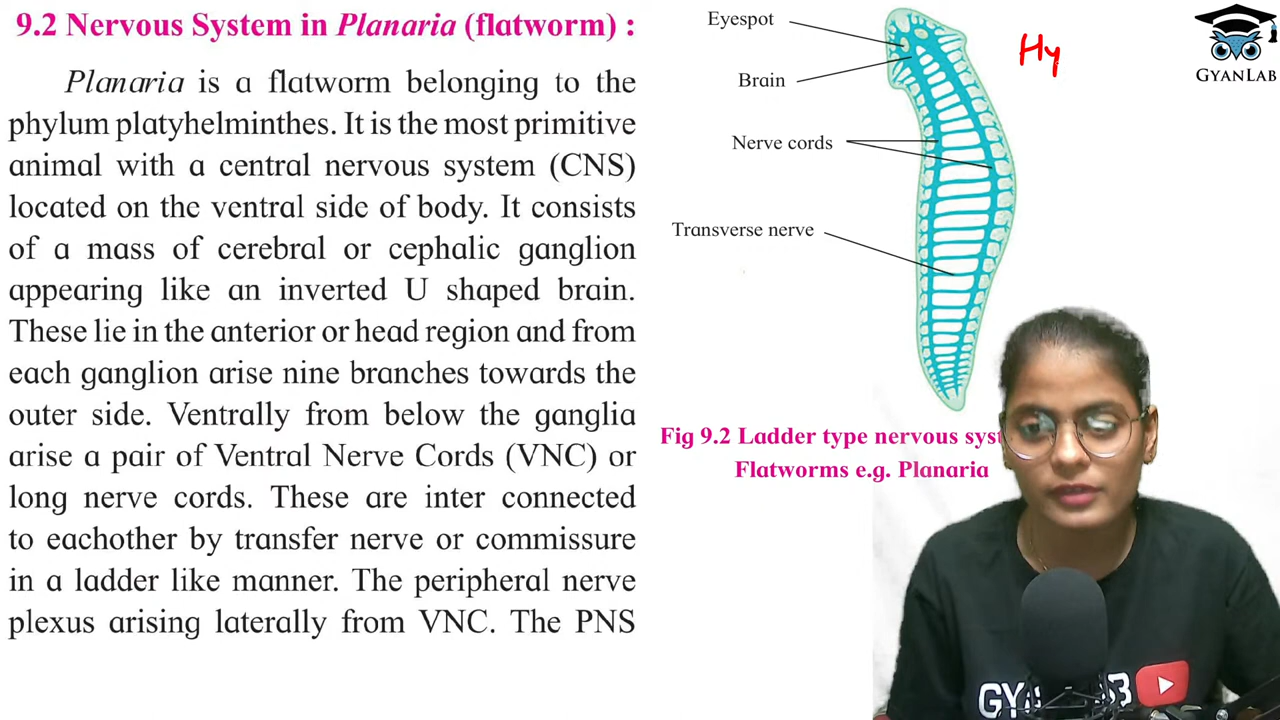 9.2 Nervous System in Planaria (flatworm) :
Planaria is a flatworm belonging to the
phylum platyhelminthes. It is the most primitive
animal with a central nervous system (CNS)
located on the ventral side of body. It consists
of a mass of cerebral or cephalic ganglion
appearing like an inverted U shaped brain.
These lie in the anterior or head region and from
each ganglion arise nine branches towards the
outer side. Ventrally from below the ganglia
arise a pair of Ventral Nerve Cords (VNC) or
long nerve cords. These are inter connected
to eachother by transfer nerve or commissure
in a ladder like manner. The peripheral nerve
plexus arising laterally from VNC. The PNS
Eyespot
Brain
Nerve cords
Transverse nerve
Fig 9.2 Ladder type nervous syst
Flatworms e.g. Planaria
Hy
GYANLAB